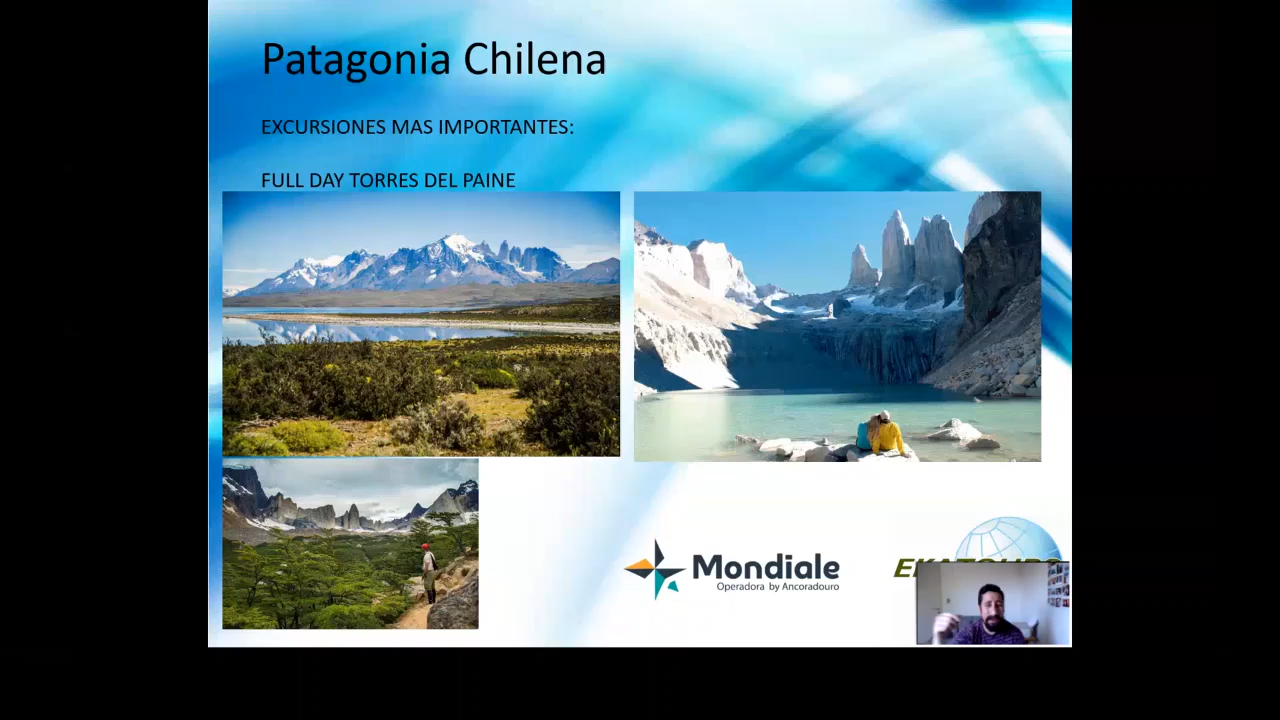 Patagonia Chilena
EXCURSIONES MAS IMPORTANTES:
FULL DAY TORRES DEL PAINE
Mondiale
Operadora by Ancoradouro